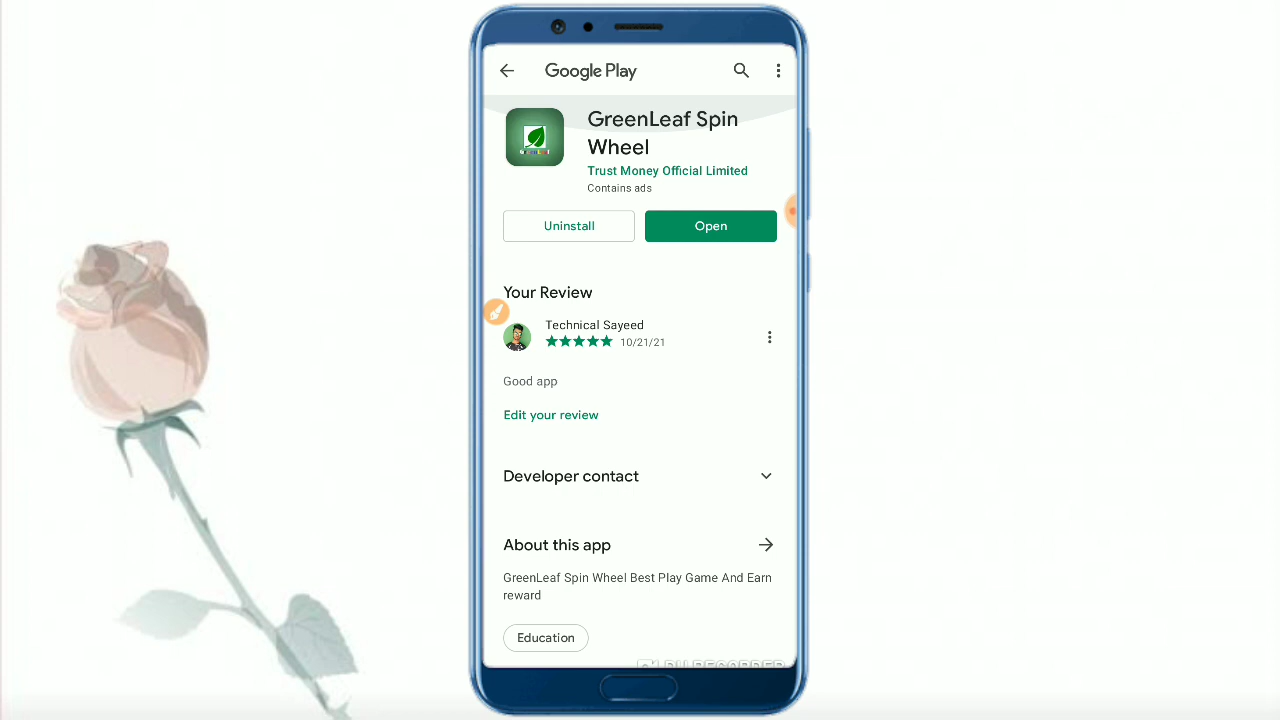 Google Play
GreenLeaf Spin
Wheel
Trust Money Official Limited
Contains ads
Uninstall
Open
Your Review
Technical Sayeed
10/21/21
Good app
Edit your review
Developer contact
About this app
GreenLeaf Spin Wheel Best Play Game And Earn
reward
Education